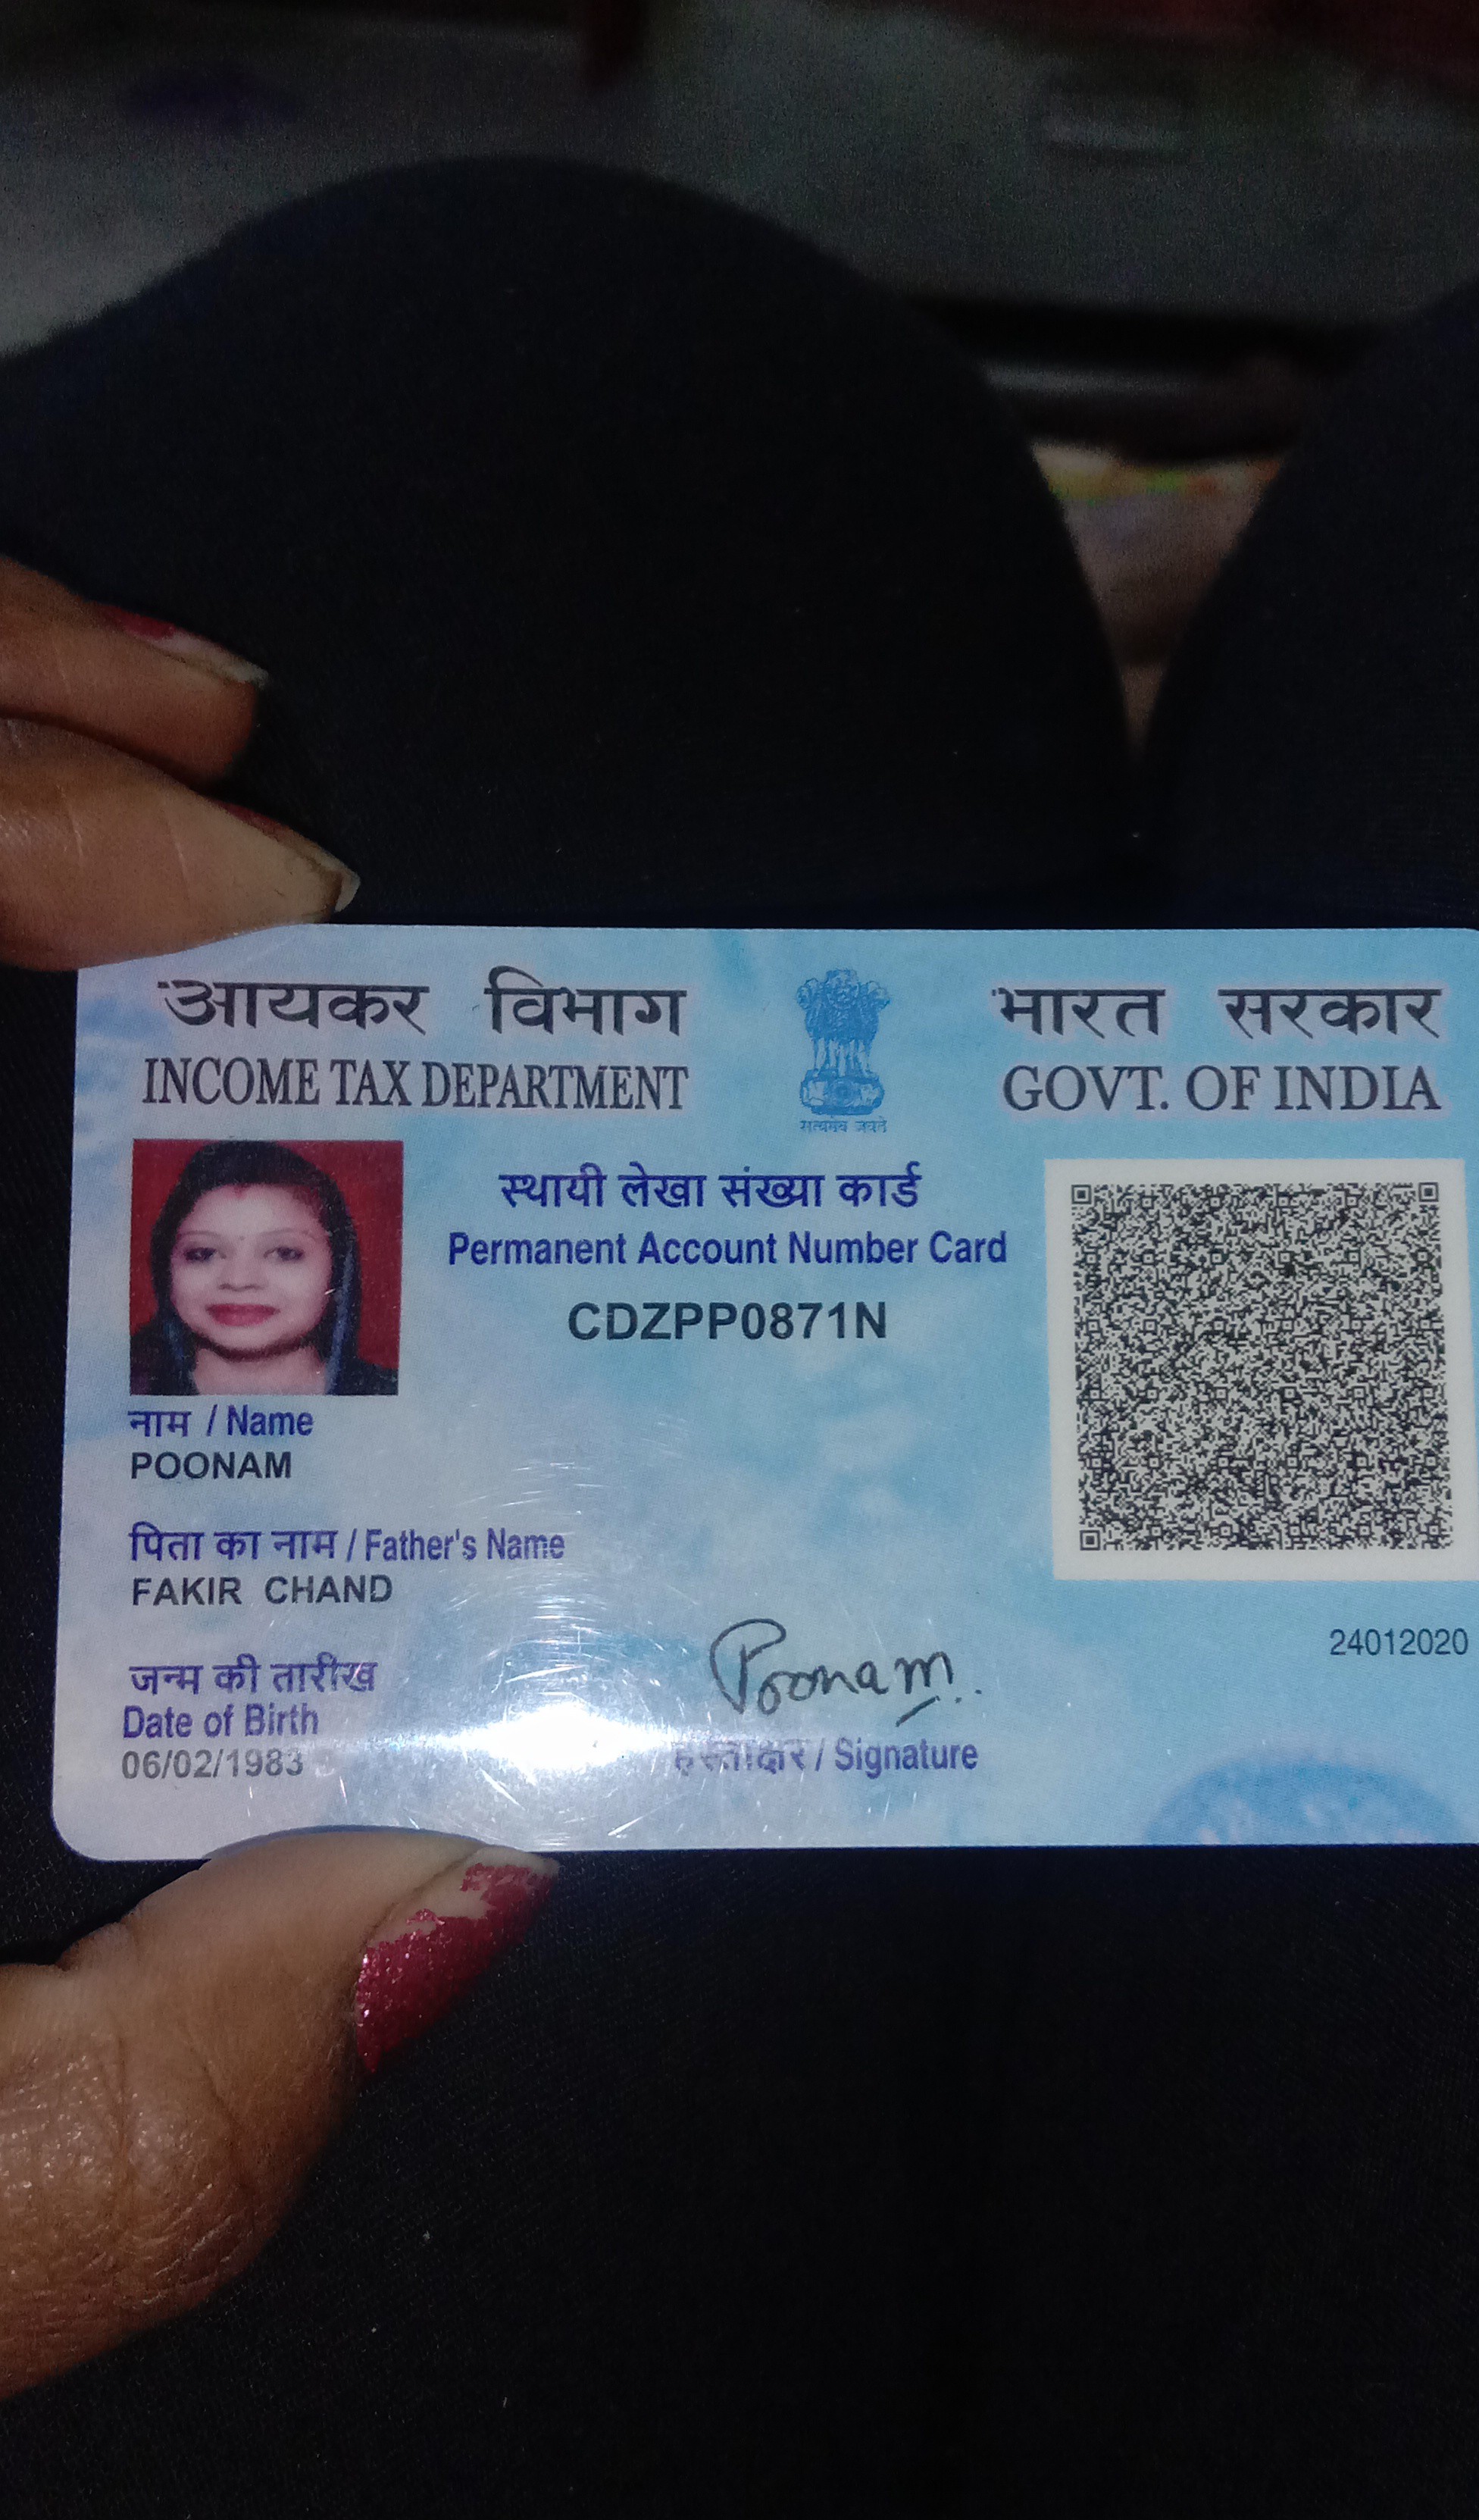 आयकर विभाग
INCOME TAX DEPARTMENT
सत्यमेव जयते
भारत सरकार
GOVT. OF INDIA
स्थायी लेखा संख्या कार्ड
Permanent Account Number Card
CDZPP0871N
नाम / Name
POONAM
पिता का नाम / Father's Name
FAKIR CHAND
जन्म की तारीख
Date of Birth
06/02/1983
Poonam
हस्ताक्षर / Signature
24012020